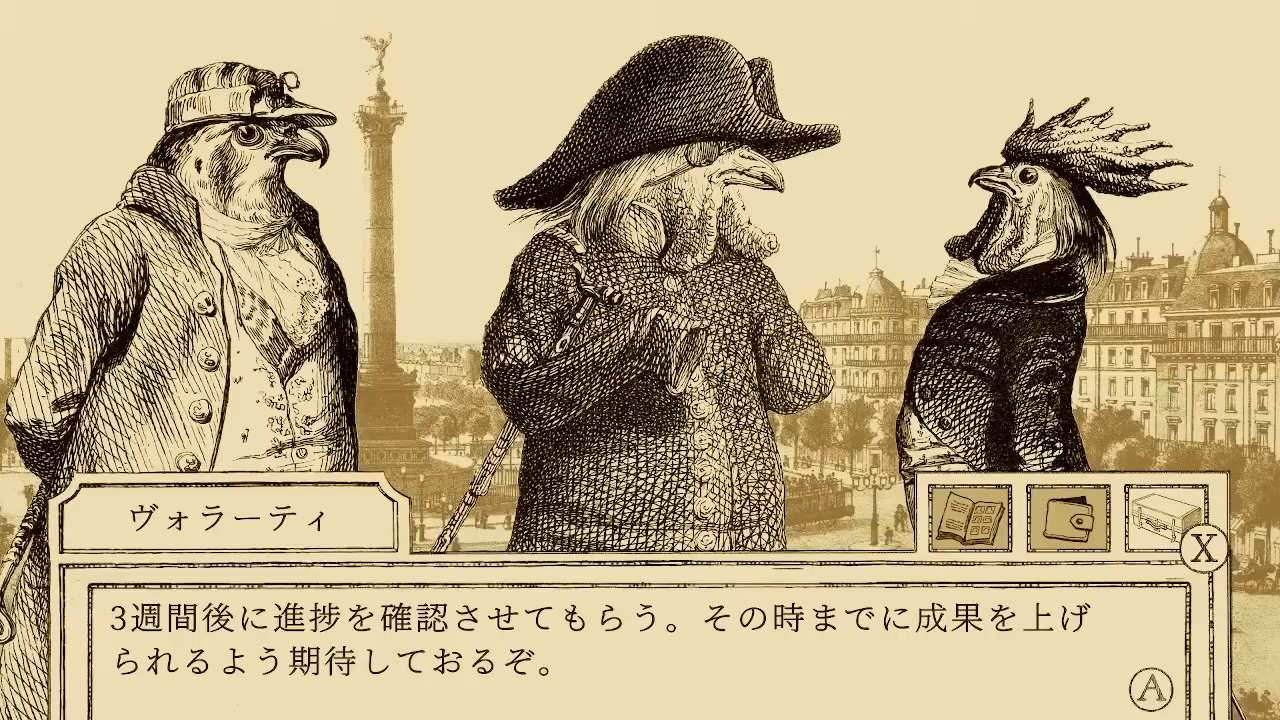 ヴォラーティ
X
3週間後に進捗を確認させてもらう。その時までに成果を上げ
られるよう期待しておるぞ。
A